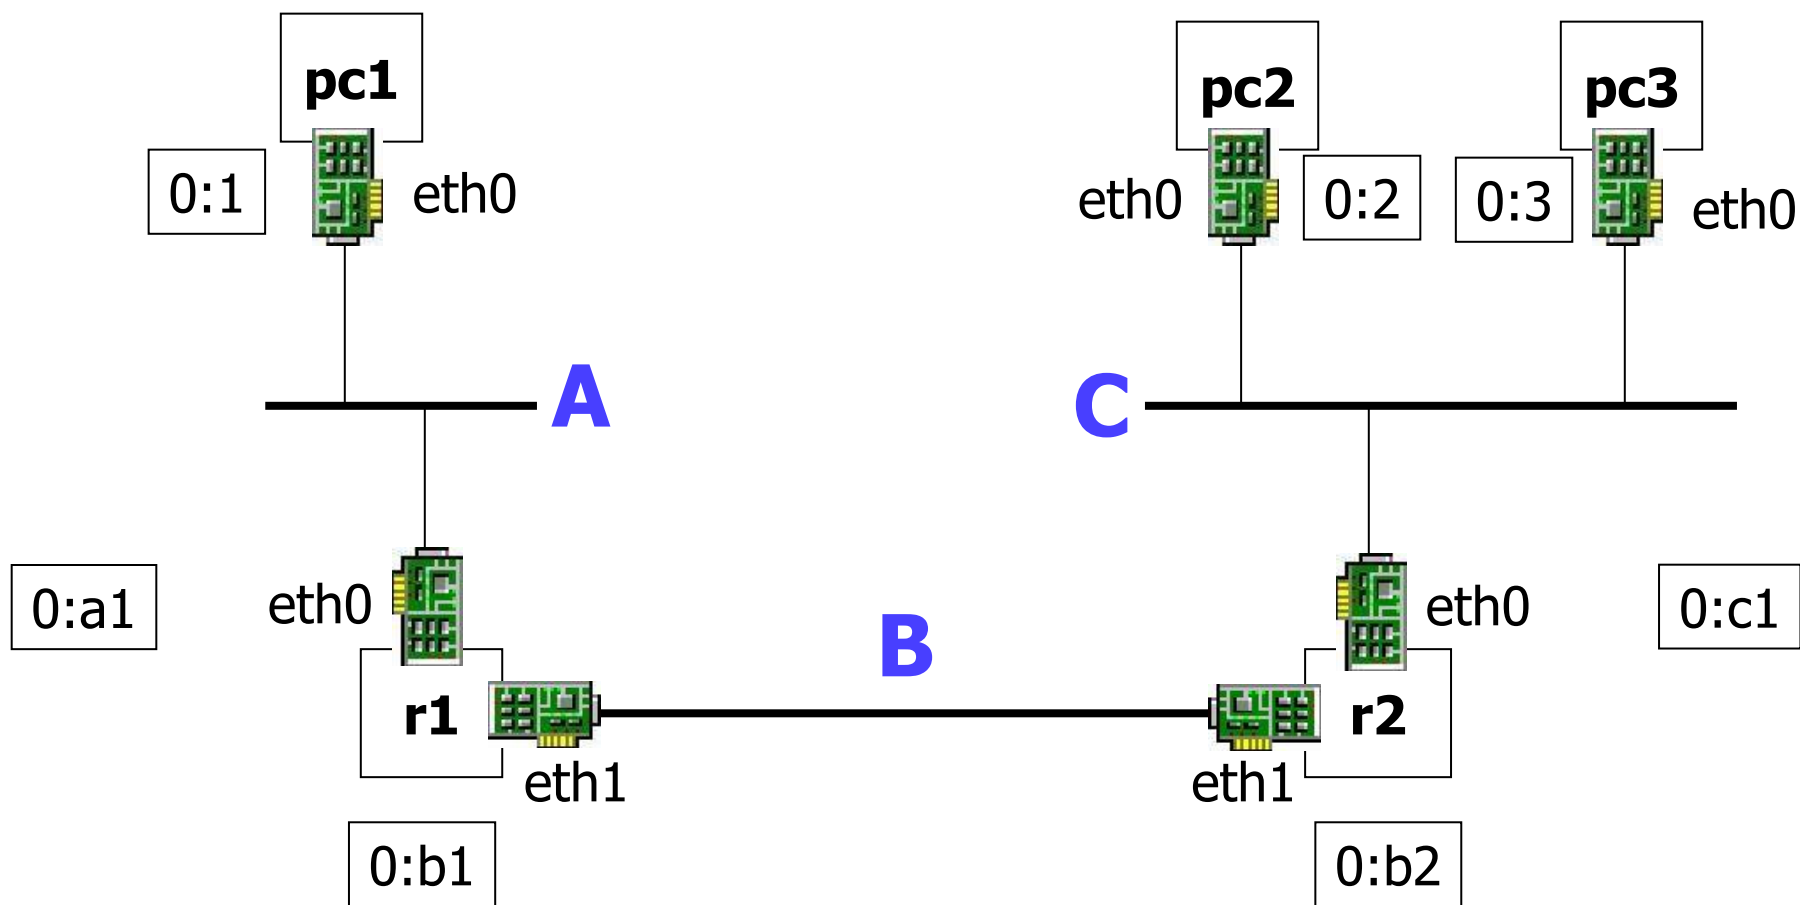 pc1
pc2
pc3
0:1
eth0
eth0
0:2
0:3
eth0
A
C
0:a1
eth0
B
eth0
0:c1
r1
r2
eth1
eth1
0:b1
0:b2